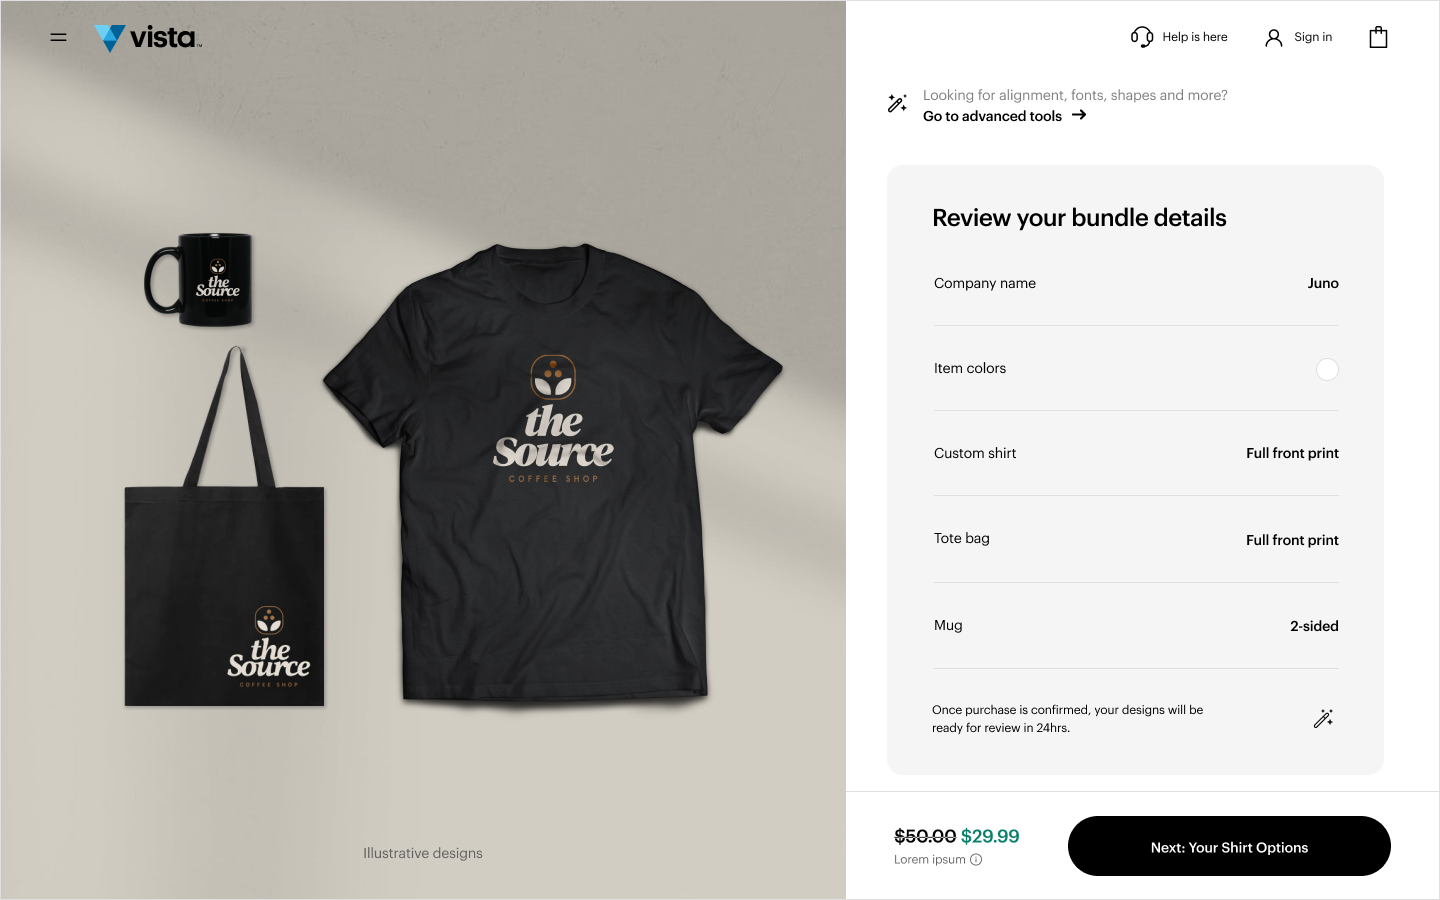 vista™
Help is here
Sign in
Looking for alignment, fonts, shapes and more?
Go to advanced tools
Review your bundle details
Company name
Juno
Item colors
Custom shirt
Full front print
Tote bag
Full front print
Mug
2-sided
Once purchase is confirmed, your designs will be
ready for review in 24hrs.
$50.00 $29.99
Lorem ipsum
Next: Your Shirt Options
the
Source
COFFEE SHOP
the
Source
COFFEE SHOP
the
Source
COFFEE SHOP
Illustrative designs